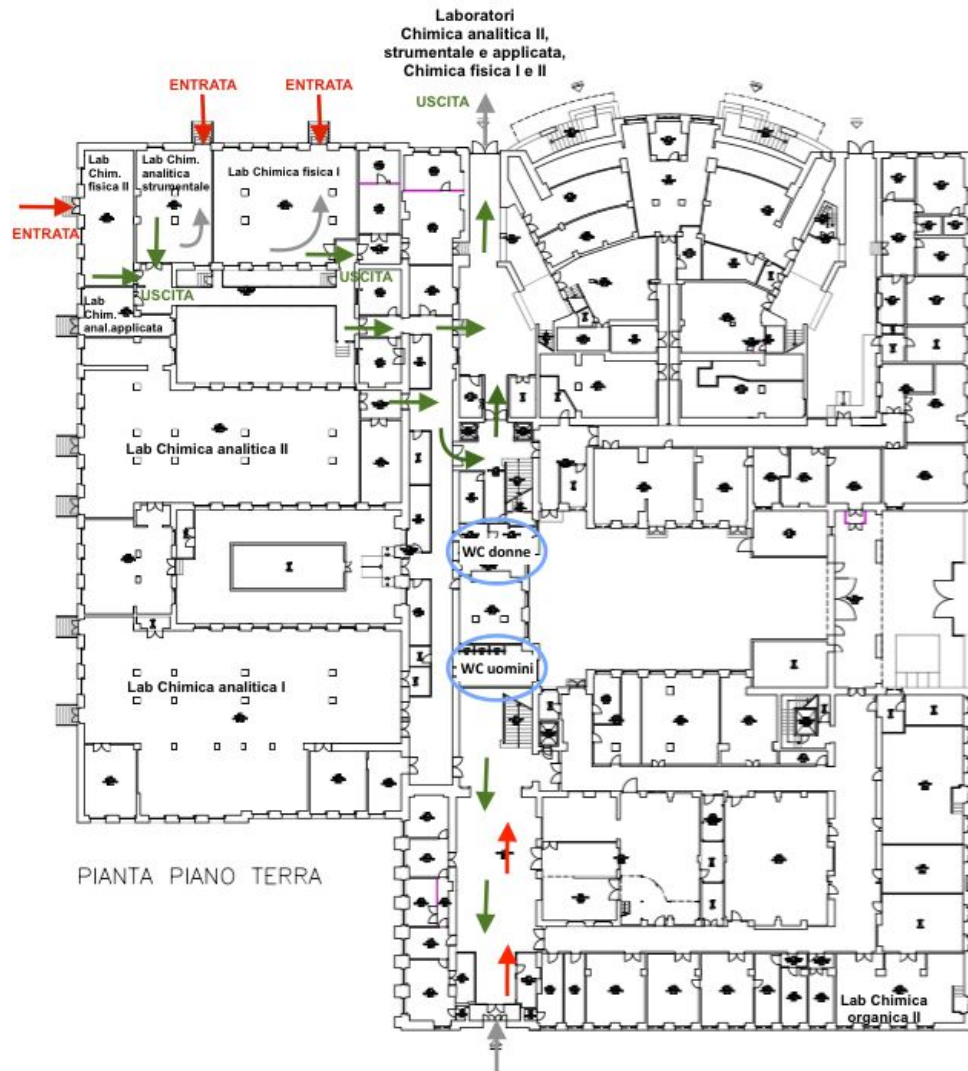 Laboratori
Chimica analitica II,
strumentale e applicata,
Chimica fisica I e II
USCITA
ENTRATA
ENTRATA
Lab
Chim.
fisica II
Lab Chim.
analitica
strumentale
Lab Chimica fisica I
ENTRATA
USCITA
USCITA
Lab
Chim.
anal.applicata
Lab Chimica analitica II
WC donne
WC uomini
Lab Chimica analitica I
PIANTA PIANO TERRA
Lab Chimica
organica II